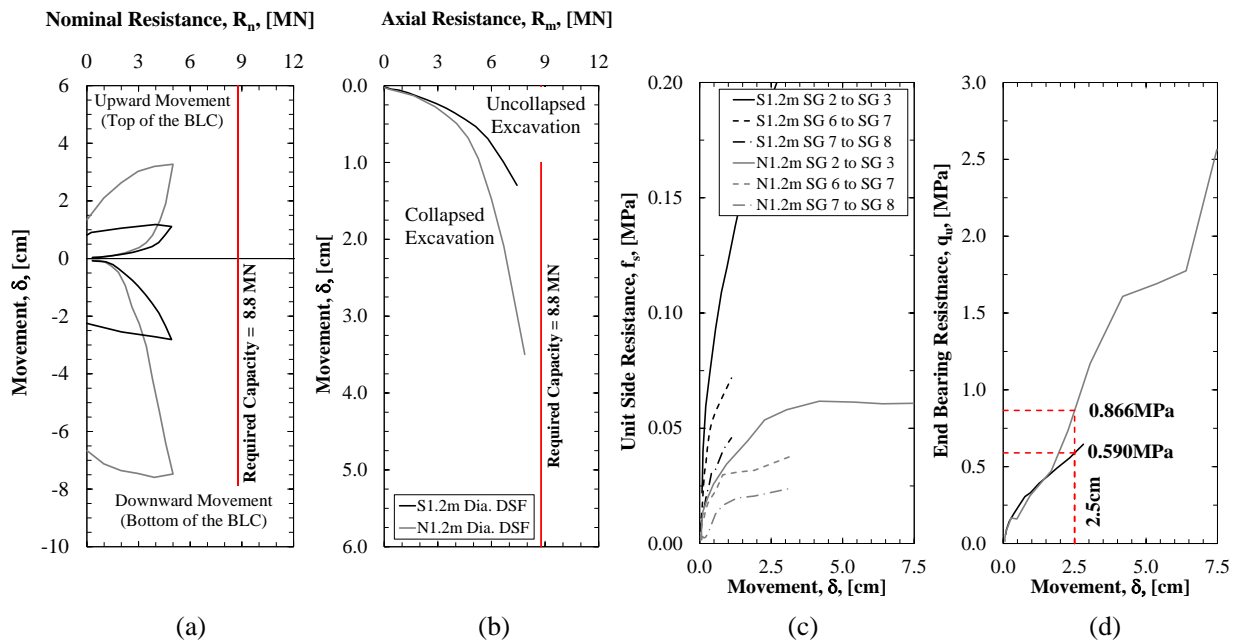 Nominal Resistance, Rn, [MN]
0 3 6 9 12
6
4
2
0
-2
-4
-6
-8
-10
Movement, δ, [cm]
Upward Movement
(Top of the BLC)
Required Capacity = 8.8 MN
Downward Movement
(Bottom of the BLC)
(a)
Axial Resistance, Rm, [MN]
0 3 6 9 12
0.0
1.0
2.0
3.0
4.0
5.0
6.0
Movement, δ, [cm[
Uncollapsed
Excavation
Collapsed
Excavation
Required Capacity = 8.8 MN
S1.2m Dia. DSF
N1.2m Dia. DSF
(b)
0.20
0.15
0.10
0.05
0.00
Unit Side Resistance, fs, [MPa]
S1.2m SG 2 to SG 3
S1.2m SG 6 to SG 7
S1.2m SG 7 to SG 8
N1.2m SG 2 to SG 3
N1.2m SG 6 to SG 7
N1.2m SG 7 to SG 8
0.0 2.5 5.0 7.5
Movement, δ, [cm]
(c)
3.0
2.5
2.0
1.5
1.0
0.5
0.0
End Bearing Resistnace, qu, [MPa]
0.866MPa
0.590MPa
2.5cm
0.0 2.5 5.0 7.5
Movement, δ, [cm]
(d)